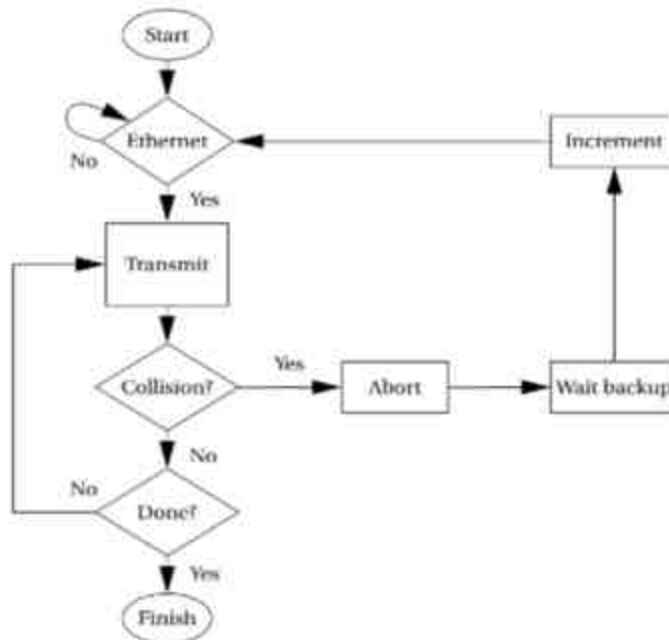 Start
Ethernet
Increment
No
Yes
Transmit
Collision?
Yes
Abort
Wait backup
No
No
Done?
Yes
Finish